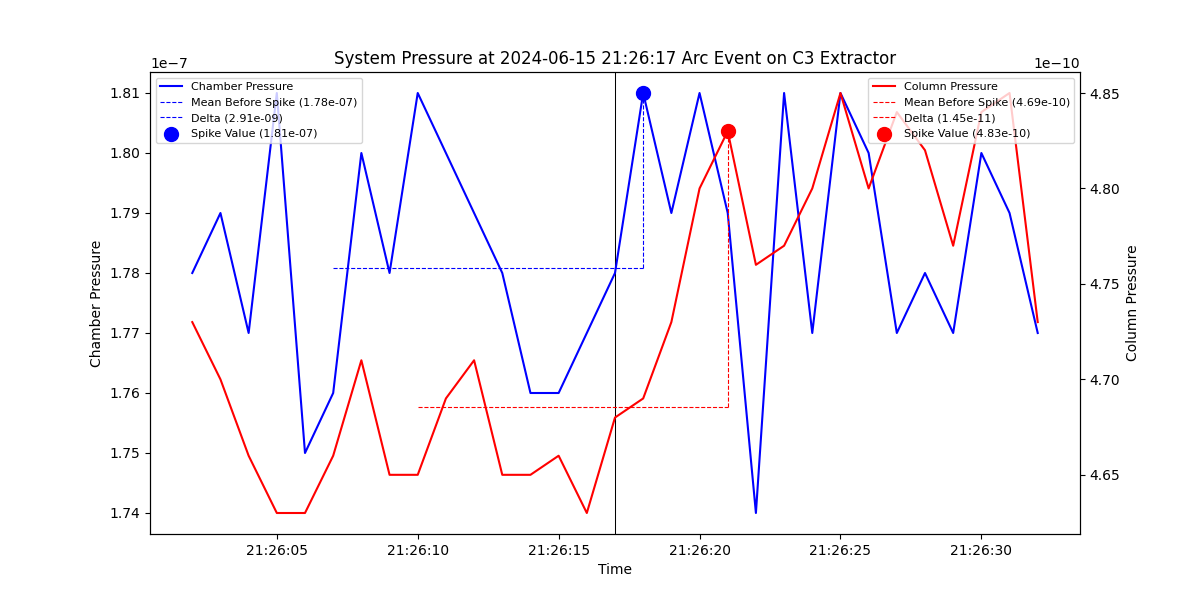 System Pressure at 2024-06-15 21:26:17 Arc Event on C3 Extractor
1e−7
1e−10
Chamber Pressure
Mean Before Spike (1.78e-07)
Delta (2.91e-09)
Spike Value (1.81e-07)
Column Pressure
Mean Before Spike (4.69e-10)
Delta (1.45e-11)
Spike Value (4.83e-10)
1.81
1.80
1.79
1.78
1.77
1.76
1.75
1.74
Chamber Pressure
4.85
4.80
4.75
4.70
4.65
Column Pressure
21:26:05
21:26:10
21:26:15
21:26:20
21:26:25
21:26:30
Time